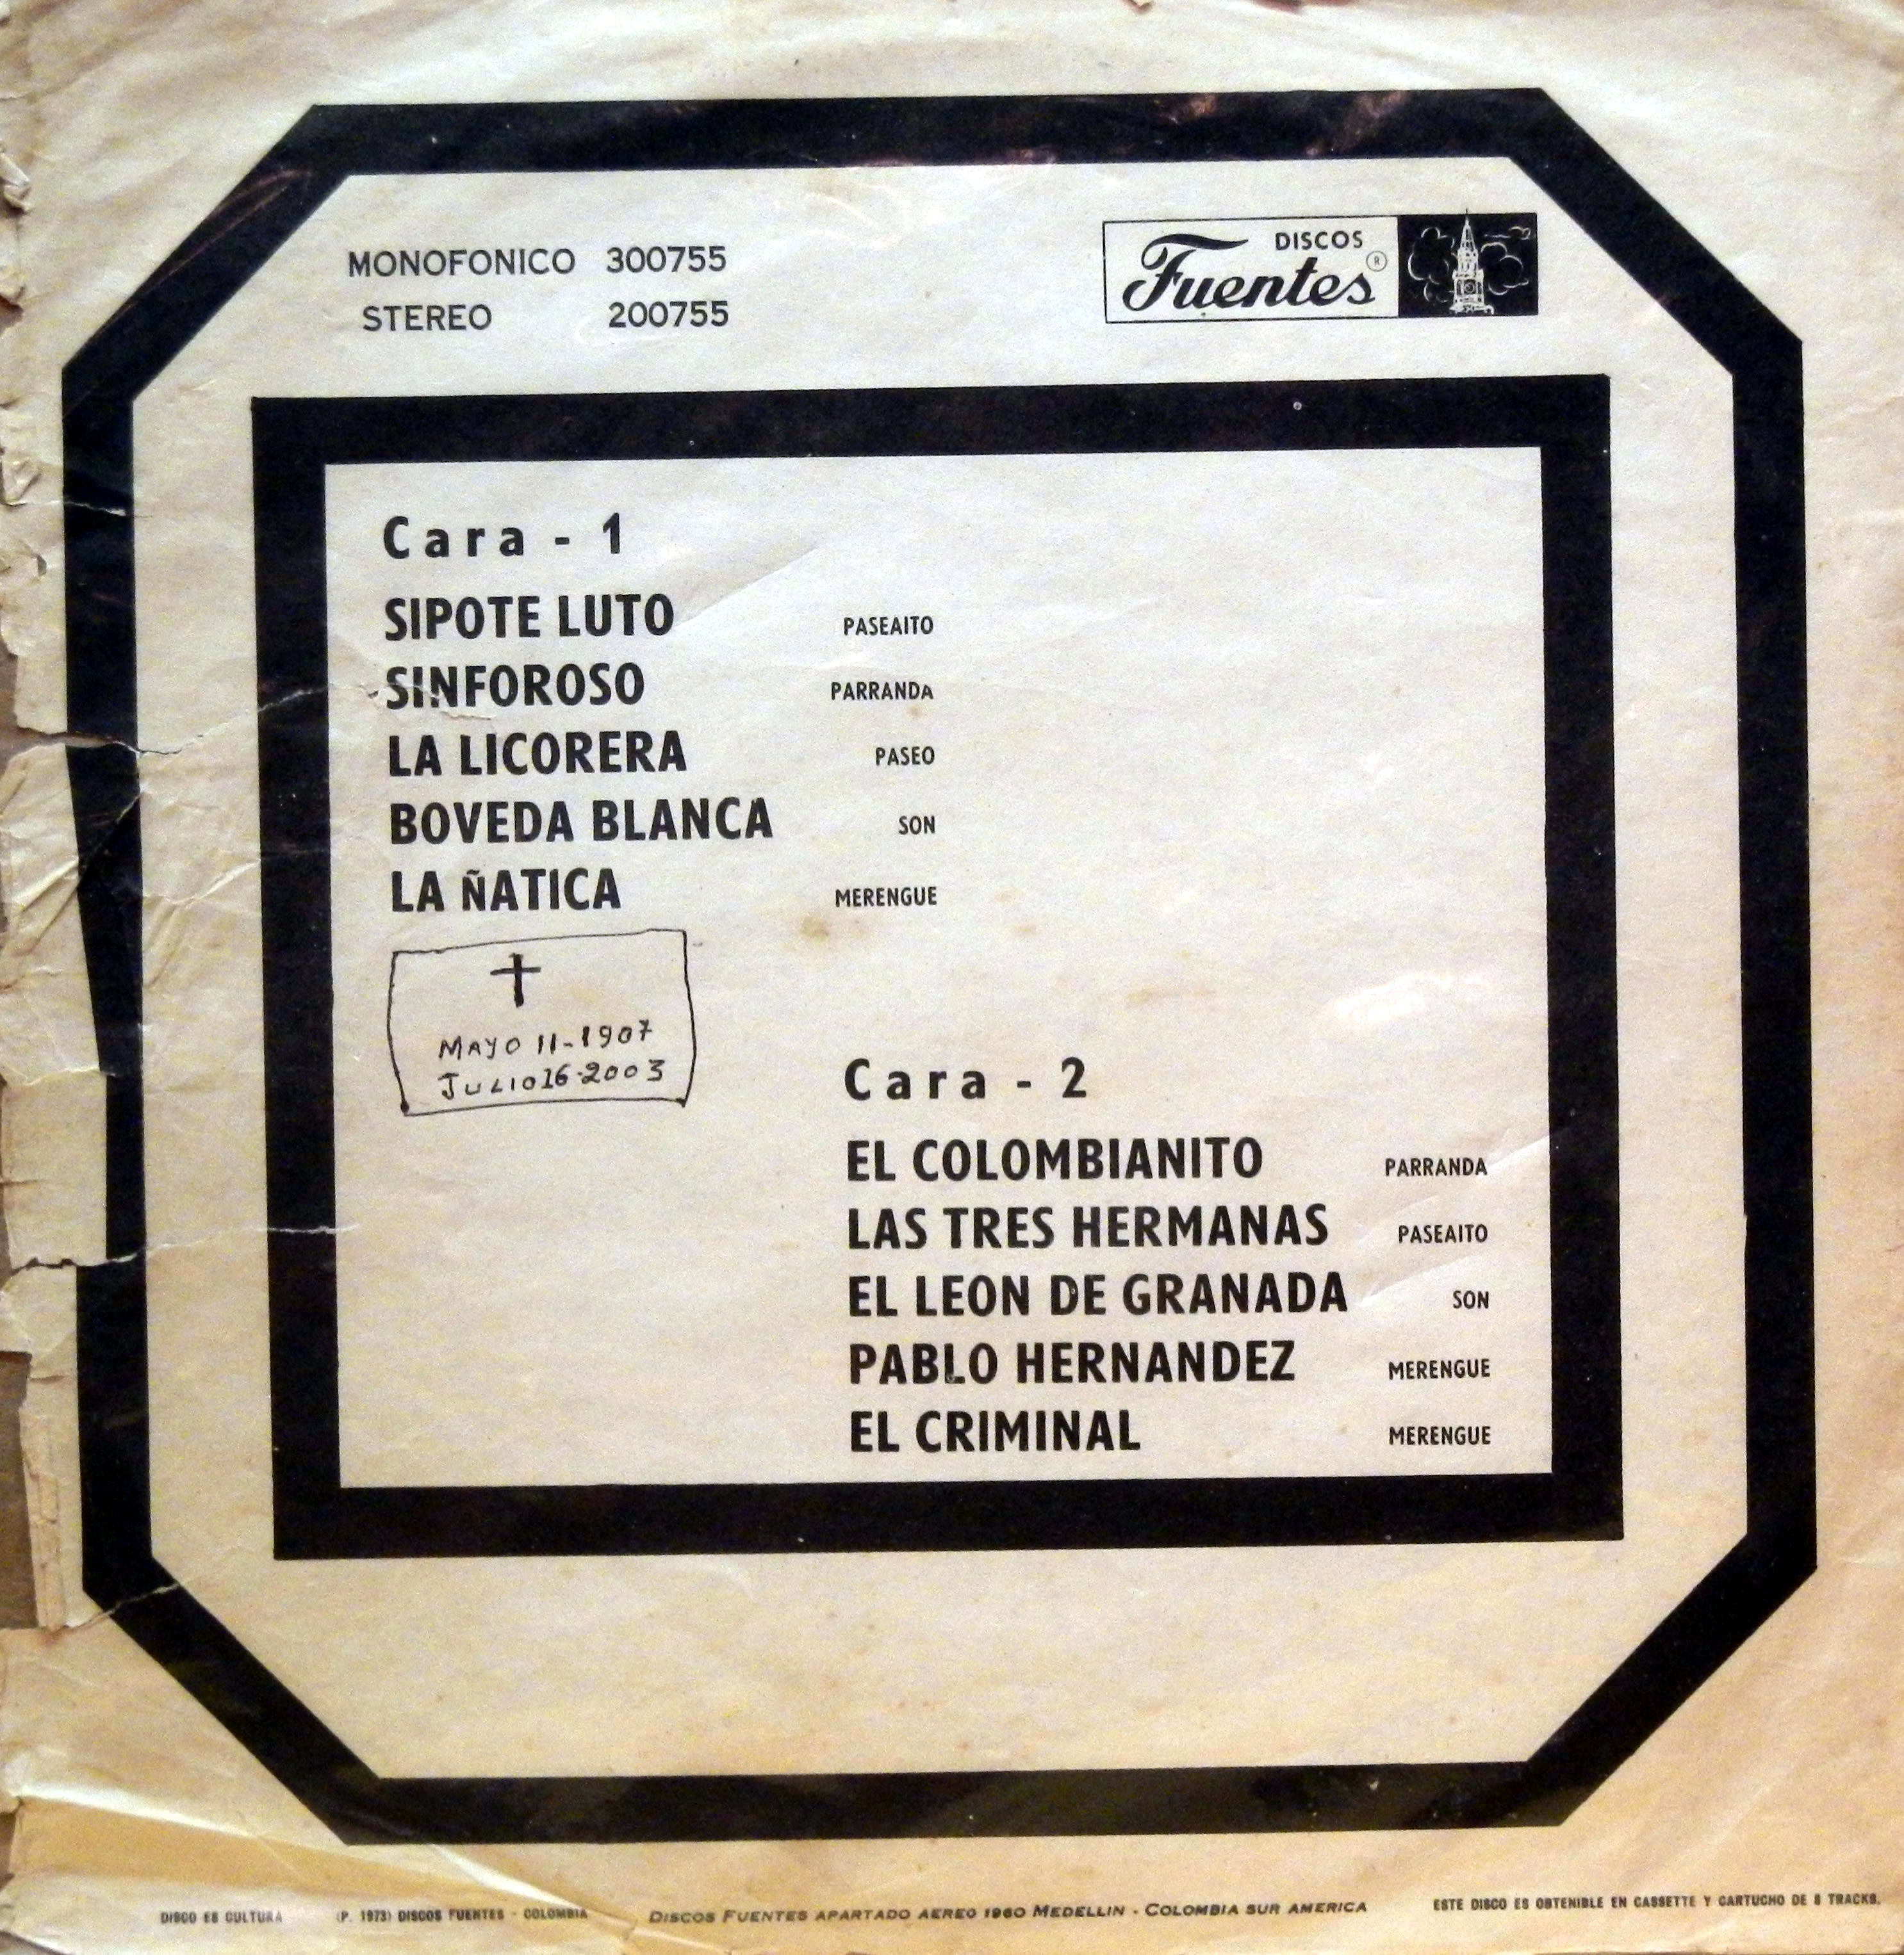 MONOFONICO 300755
STEREO 200755
DISCOS
Fuentes ®
Cara - 1
SIPOTE LUTO PASEAITO
SINFOROSO PARRANDA
LA LICORERA PASEO
BOVEDA BLANCA SON
LA ÑATICA MERENGUE
MAYO 11-1907
JULIO 16-2003
Cara - 2
EL COLOMBIANITO PARRANDA
LAS TRES HERMANAS PASEAITO
EL LEON DE GRANADA SON
PABLO HERNANDEZ MERENGUE
EL CRIMINAL MERENGUE
DISCO ES CULTURA (P. 1973) DISCOS FUENTES - COLOMBIA DISCOS FUENTES APARTADO AEREO 1960 MEDELLIN - COLOMBIA SUR AMERICA ESTE DISCO ES OBTENIBLE EN CASSETTE Y CARTUCHO DE 8 TRACKS.